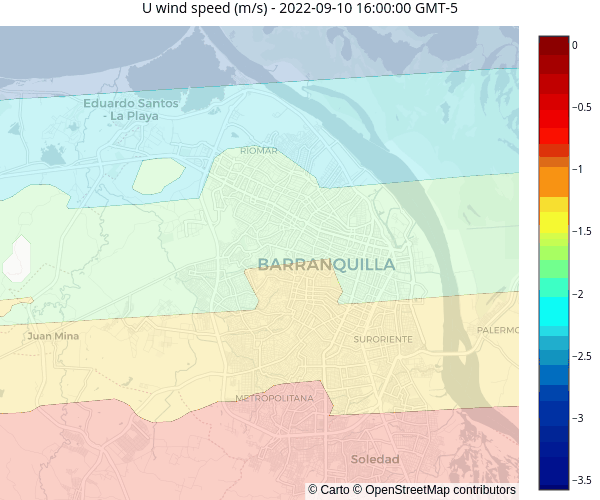 U wind speed (m/s) - 2022-09-10 16:00:00 GMT-5
0
−0.5
−1
−1.5
−2
−2.5
−3
−3.5
Eduardo Santos
- La Playa
RIOMAR
BARRANQUILLA
Juan Mina
SURORIENTE
PALERMO
METROPOLITANA
Soledad
© Carto © OpenStreetMap contributors